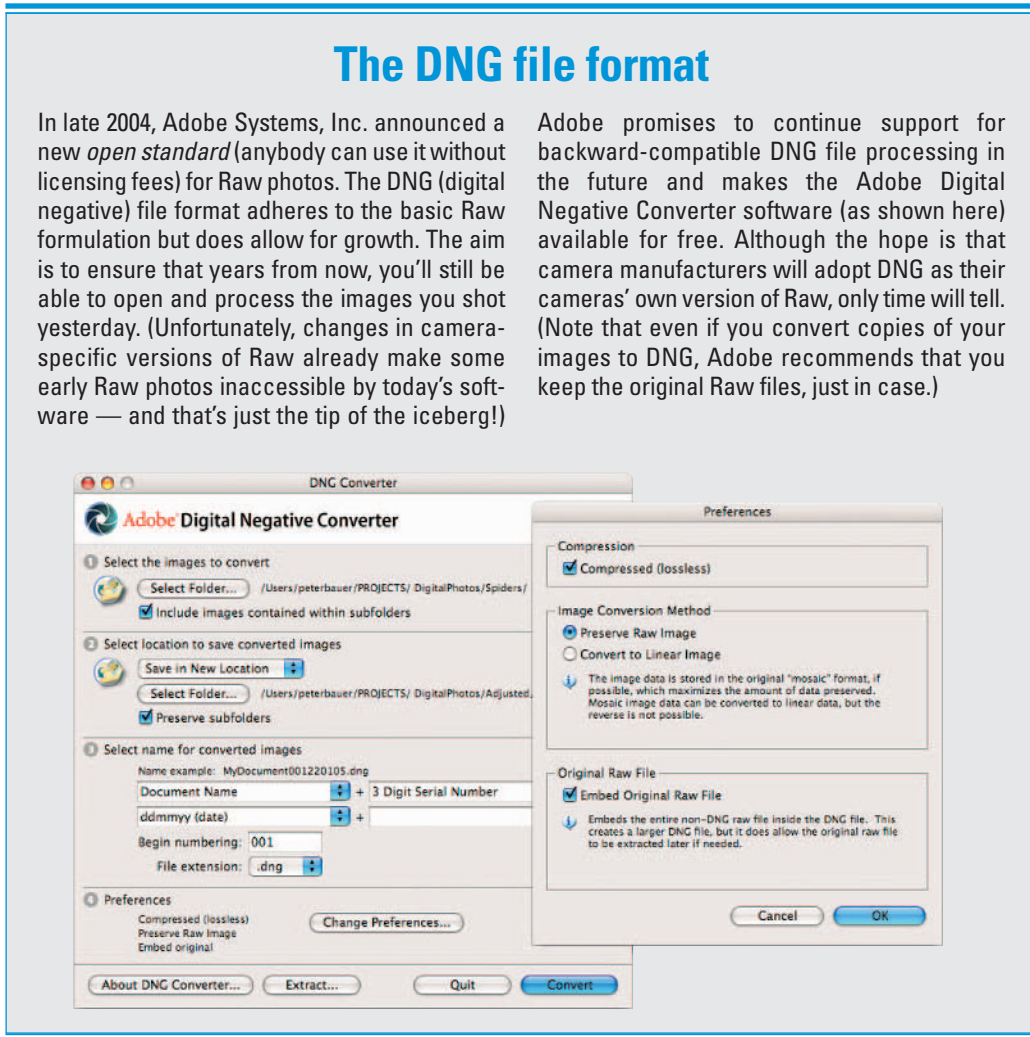 The DNG file format
In late 2004, Adobe Systems, Inc. announced a
new open standard (anybody can use it without
licensing fees) for Raw photos. The DNG (digital
negative) file format adheres to the basic Raw
formulation but does allow for growth. The aim
is to ensure that years from now, you'll still be
able to open and process the images you shot
yesterday. (Unfortunately, changes in camera-
specific versions of Raw already make some
early Raw photos inaccessible by today's soft-
ware — and that's just the tip of the iceberg!)
Adobe promises to continue support for
backward-compatible DNG file processing in
the future and makes the Adobe Digital
Negative Converter software (as shown here)
available for free. Although the hope is that
camera manufacturers will adopt DNG as their
cameras' own version of Raw, only time will tell.
(Note that even if you convert copies of your
images to DNG, Adobe recommends that you
keep the original Raw files, just in case.)
DNG Converter
Adobe® Digital Negative Converter
1 Select the images to convert
Select Folder... /Users/peterbauer/PROJECTS/ DigitalPhotos/Spiders/
Include images contained within subfolders
2 Select location to save converted images
Save in New Location
Select Folder... /Users/peterbauer/PROJECTS/ DigitalPhotos/Adjusted,
Preserve subfolders
3 Select name for converted images
Name example: MyDocument001220105.dng
Document Name + 3 Digit Serial Number
ddmmyy (date) +
Begin numbering: 001
File extension: .dng
4 Preferences
Compressed (lossless)
Preserve Raw Image
Embed original
Change Preferences...
About DNG Converter... Extract... Quit Convert
Preferences
Compression
Compressed (lossless)
Image Conversion Method
Preserve Raw Image
Convert to Linear Image
The image data is stored in the original "mosaic" format, if
possible, which maximizes the amount of data preserved.
Mosaic image data can be converted to linear data, but the
reverse is not possible.
Original Raw File
Embed Original Raw File
Embeds the entire non-DNG raw file inside the DNG file. This
creates a larger DNG file, but it does allow the original raw file
to be extracted later if needed.
Cancel OK